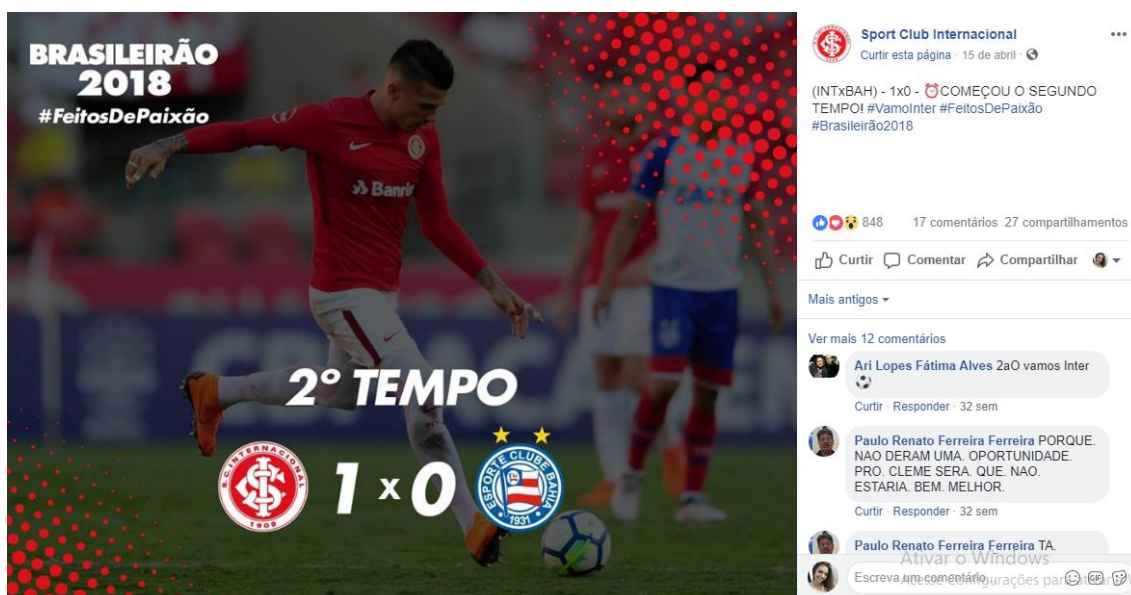 BRASILEIRÃO
2018
#FeitosDePaixão
Banris
2º TEMPO
S.C. INTERNACIONAL
1909
1 x 0
ESPORTE CLUBE BAHIA
1931
Sport Club Internacional
Curtir esta página · 15 de abril ·
(INTxBAH) - 1x0 - ⏰COMEÇOU O SEGUNDO
TEMPO! #VamoInter #FeitosDePaixão
#Brasileirão2018
848 17 comentários 27 compartilhamentos
Curtir Comentar Compartilhar
Mais antigos
Ver mais 12 comentários
Ari Lopes Fátima Alves 2aO vamos Inter
⚽
Curtir · Responder · 32 sem
Paulo Renato Ferreira Ferreira PORQUE.
NAO DERAM UMA. OPORTUNIDADE.
PRO. CLEME SERA. QUE. NAO.
ESTARIA. BEM. MELHOR.
Curtir · Responder · 32 sem
Paulo Renato Ferreira Ferreira TA.
Ativar o Windows
Escreva um comentário...
GIF